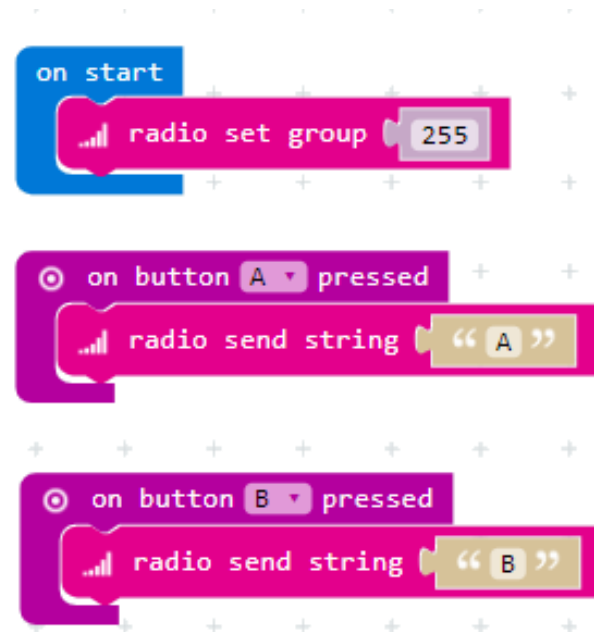 on start
radio set group 255
on button A pressed
radio send string “ A ”
on button B pressed
radio send string “ B ”